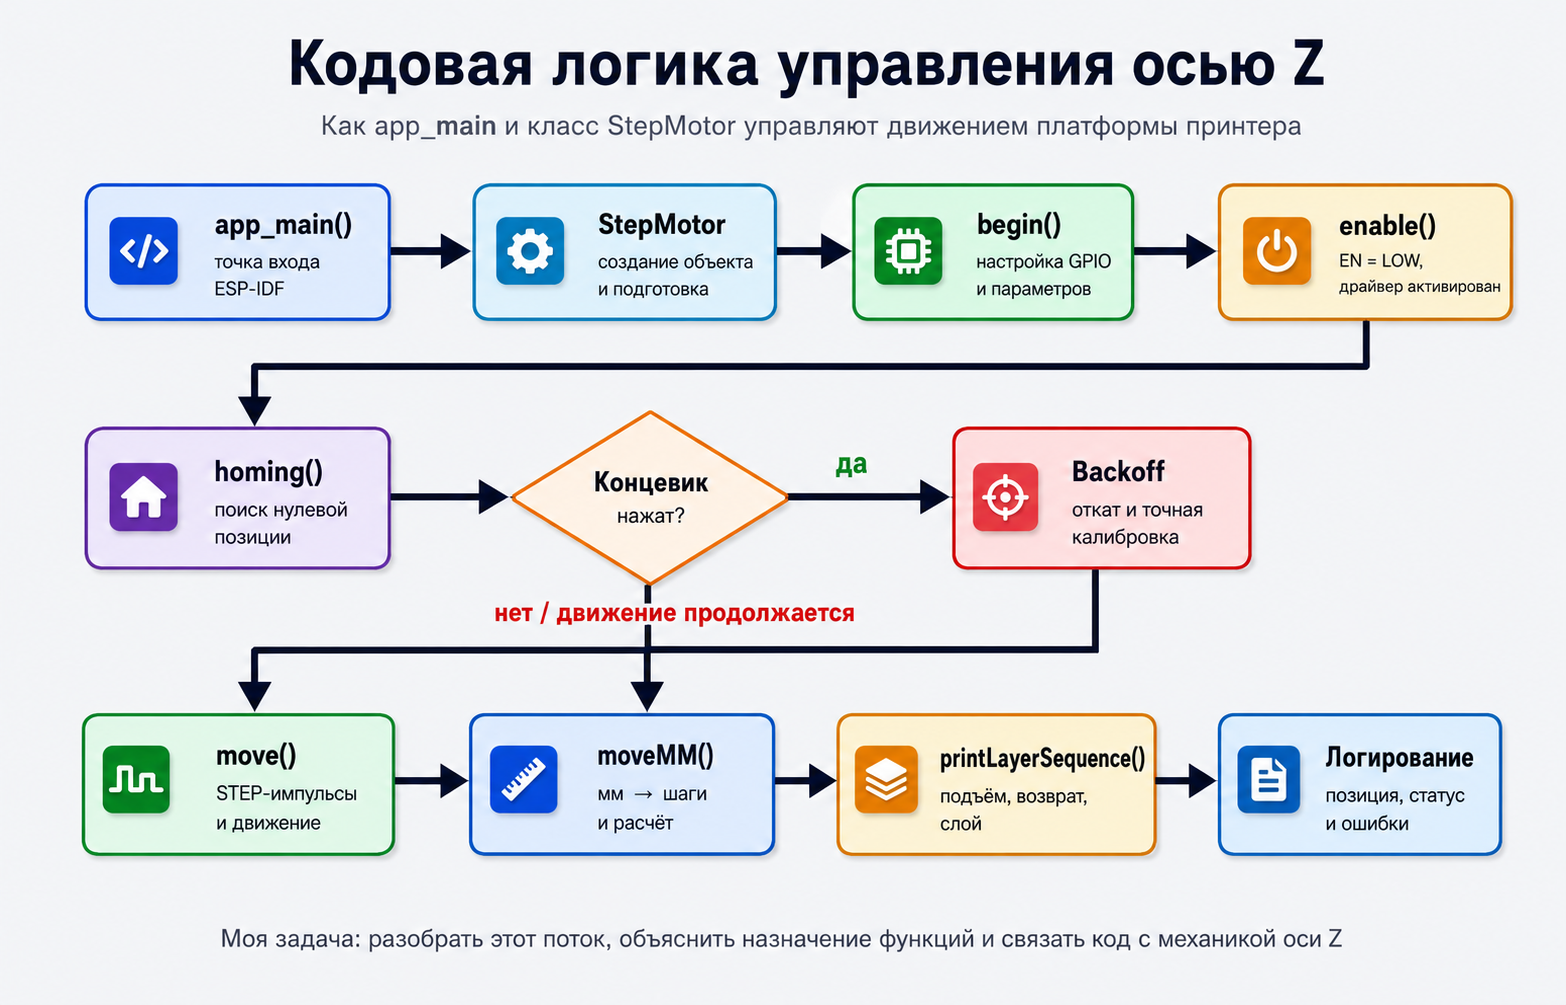 Кодовая логика управления осью Z
Как app_main и класс StepMotor управляют движением платформы принтера
app_main()
точка входа
ESP-IDF
StepMotor
создание объекта
и подготовка
begin()
настройка GPIO
и параметров
enable()
EN = LOW,
драйвер активирован
homing()
поиск нулевой
позиции
Концевик
нажат?
да
Backoff
откат и точная
калибровка
нет / движение продолжается
move()
STEP-импульсы
и движение
moveMM()
мм → шаги
и расчёт
printLayerSequence()
подъём, возврат,
слой
Логирование
позиция, статус
и ошибки
Моя задача: разобрать этот поток, объяснить назначение функций и связать код с механикой оси Z